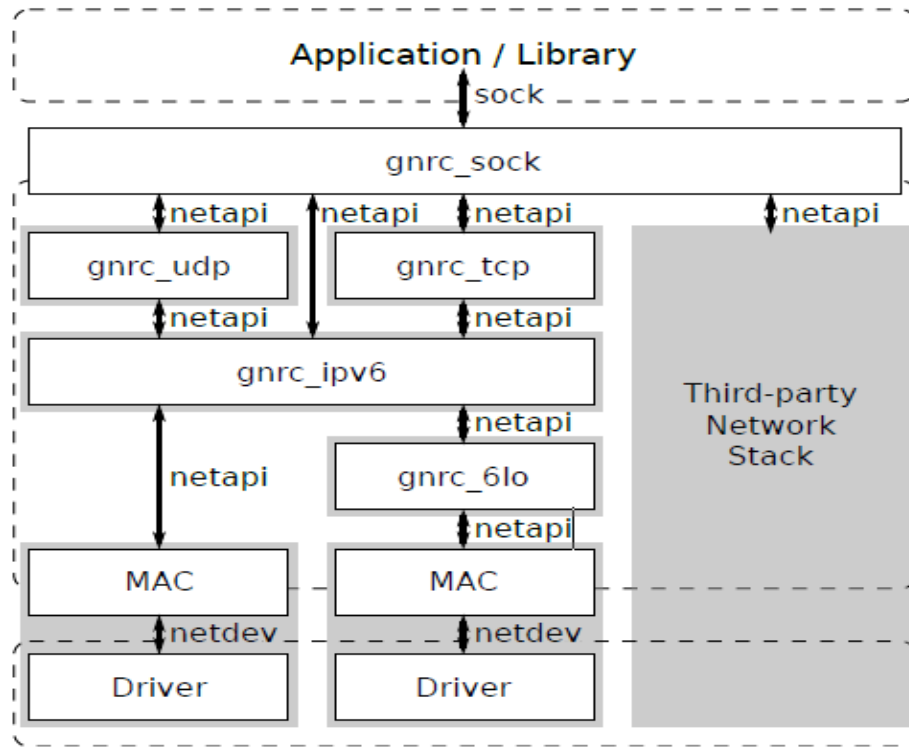 Application / Library
sock
gnrc_sock
netapi netapi netapi netapi
gnrc_udp gnrc_tcp
netapi netapi
gnrc_ipv6
Third-party
Network
Stack
netapi
gnrc_6lo
netapi
netapi
MAC MAC
netdev netdev
Driver Driver